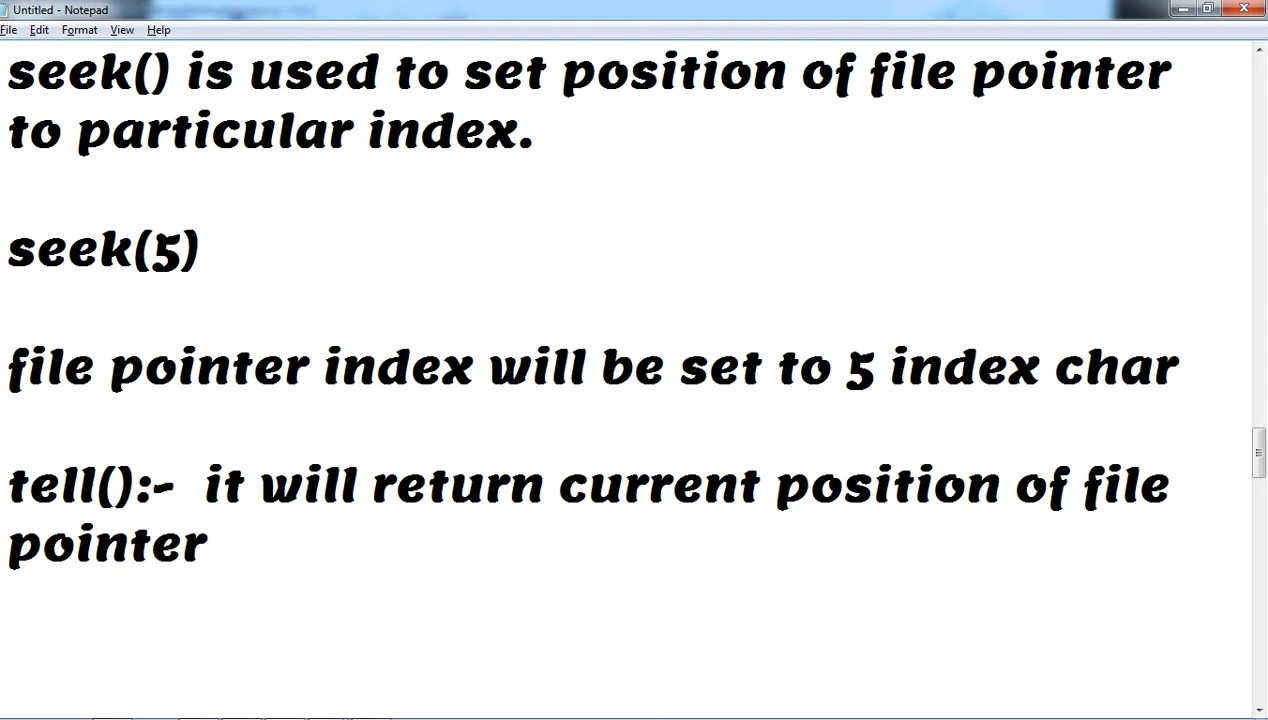 Untitled - Notepad
File Edit Format View Help
seek() is used to set position of file pointer
to particular index.
seek(5)
file pointer index will be set to 5 index char
tell():- it will return current position of file
pointer